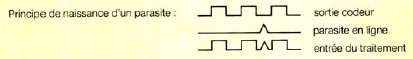 Principe de naissance d'un parasite :
sortie codeur
parasite en ligne
entrée du traitement